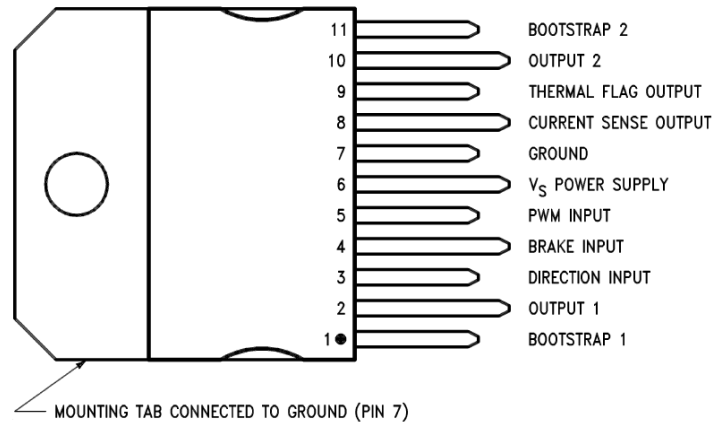 11 BOOTSTRAP 2
10 OUTPUT 2
9 THERMAL FLAG OUTPUT
8 CURRENT SENSE OUTPUT
7 GROUND
6 VS POWER SUPPLY
5 PWM INPUT
4 BRAKE INPUT
3 DIRECTION INPUT
2 OUTPUT 1
1 BOOTSTRAP 1
MOUNTING TAB CONNECTED TO GROUND (PIN 7)